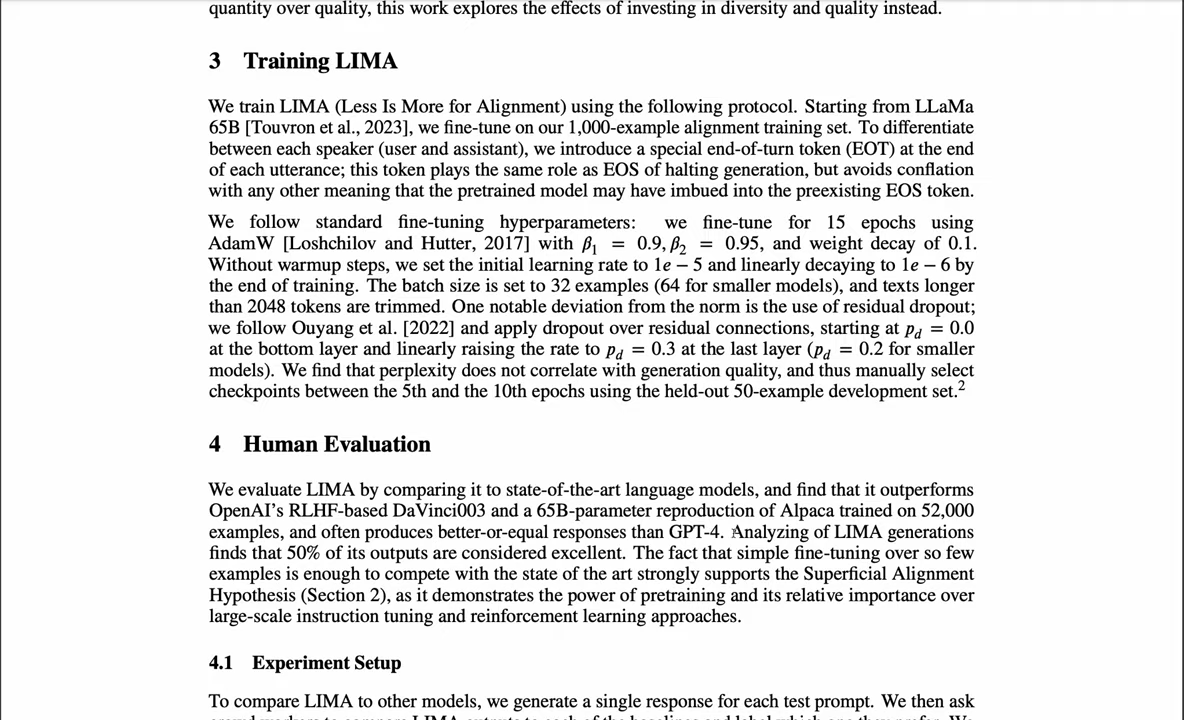 quantity over quality, this work explores the effects of investing in diversity and quality instead.
3 Training LIMA
We train LIMA (Less Is More for Alignment) using the following protocol. Starting from LLaMa
65B [Touvron et al., 2023], we fine-tune on our 1,000-example alignment training set. To differentiate
between each speaker (user and assistant), we introduce a special end-of-turn token (EOT) at the end
of each utterance; this token plays the same role as EOS of halting generation, but avoids conflation
with any other meaning that the pretrained model may have imbued into the preexisting EOS token.
We follow standard fine-tuning hyperparameters: we fine-tune for 15 epochs using
AdamW [Loshchilov and Hutter, 2017] with β₁ = 0.9, β₂ = 0.95, and weight decay of 0.1.
Without warmup steps, we set the initial learning rate to 1e − 5 and linearly decaying to 1e − 6 by
the end of training. The batch size is set to 32 examples (64 for smaller models), and texts longer
than 2048 tokens are trimmed. One notable deviation from the norm is the use of residual dropout;
we follow Ouyang et al. [2022] and apply dropout over residual connections, starting at p_d = 0.0
at the bottom layer and linearly raising the rate to p_d = 0.3 at the last layer (p_d = 0.2 for smaller
models). We find that perplexity does not correlate with generation quality, and thus manually select
checkpoints between the 5th and the 10th epochs using the held-out 50-example development set.²
4 Human Evaluation
We evaluate LIMA by comparing it to state-of-the-art language models, and find that it outperforms
OpenAI's RLHF-based DaVinci003 and a 65B-parameter reproduction of Alpaca trained on 52,000
examples, and often produces better-or-equal responses than GPT-4. Analyzing of LIMA generations
finds that 50% of its outputs are considered excellent. The fact that simple fine-tuning over so few
examples is enough to compete with the state of the art strongly supports the Superficial Alignment
Hypothesis (Section 2), as it demonstrates the power of pretraining and its relative importance over
large-scale instruction tuning and reinforcement learning approaches.
4.1 Experiment Setup
To compare LIMA to other models, we generate a single response for each test prompt. We then ask